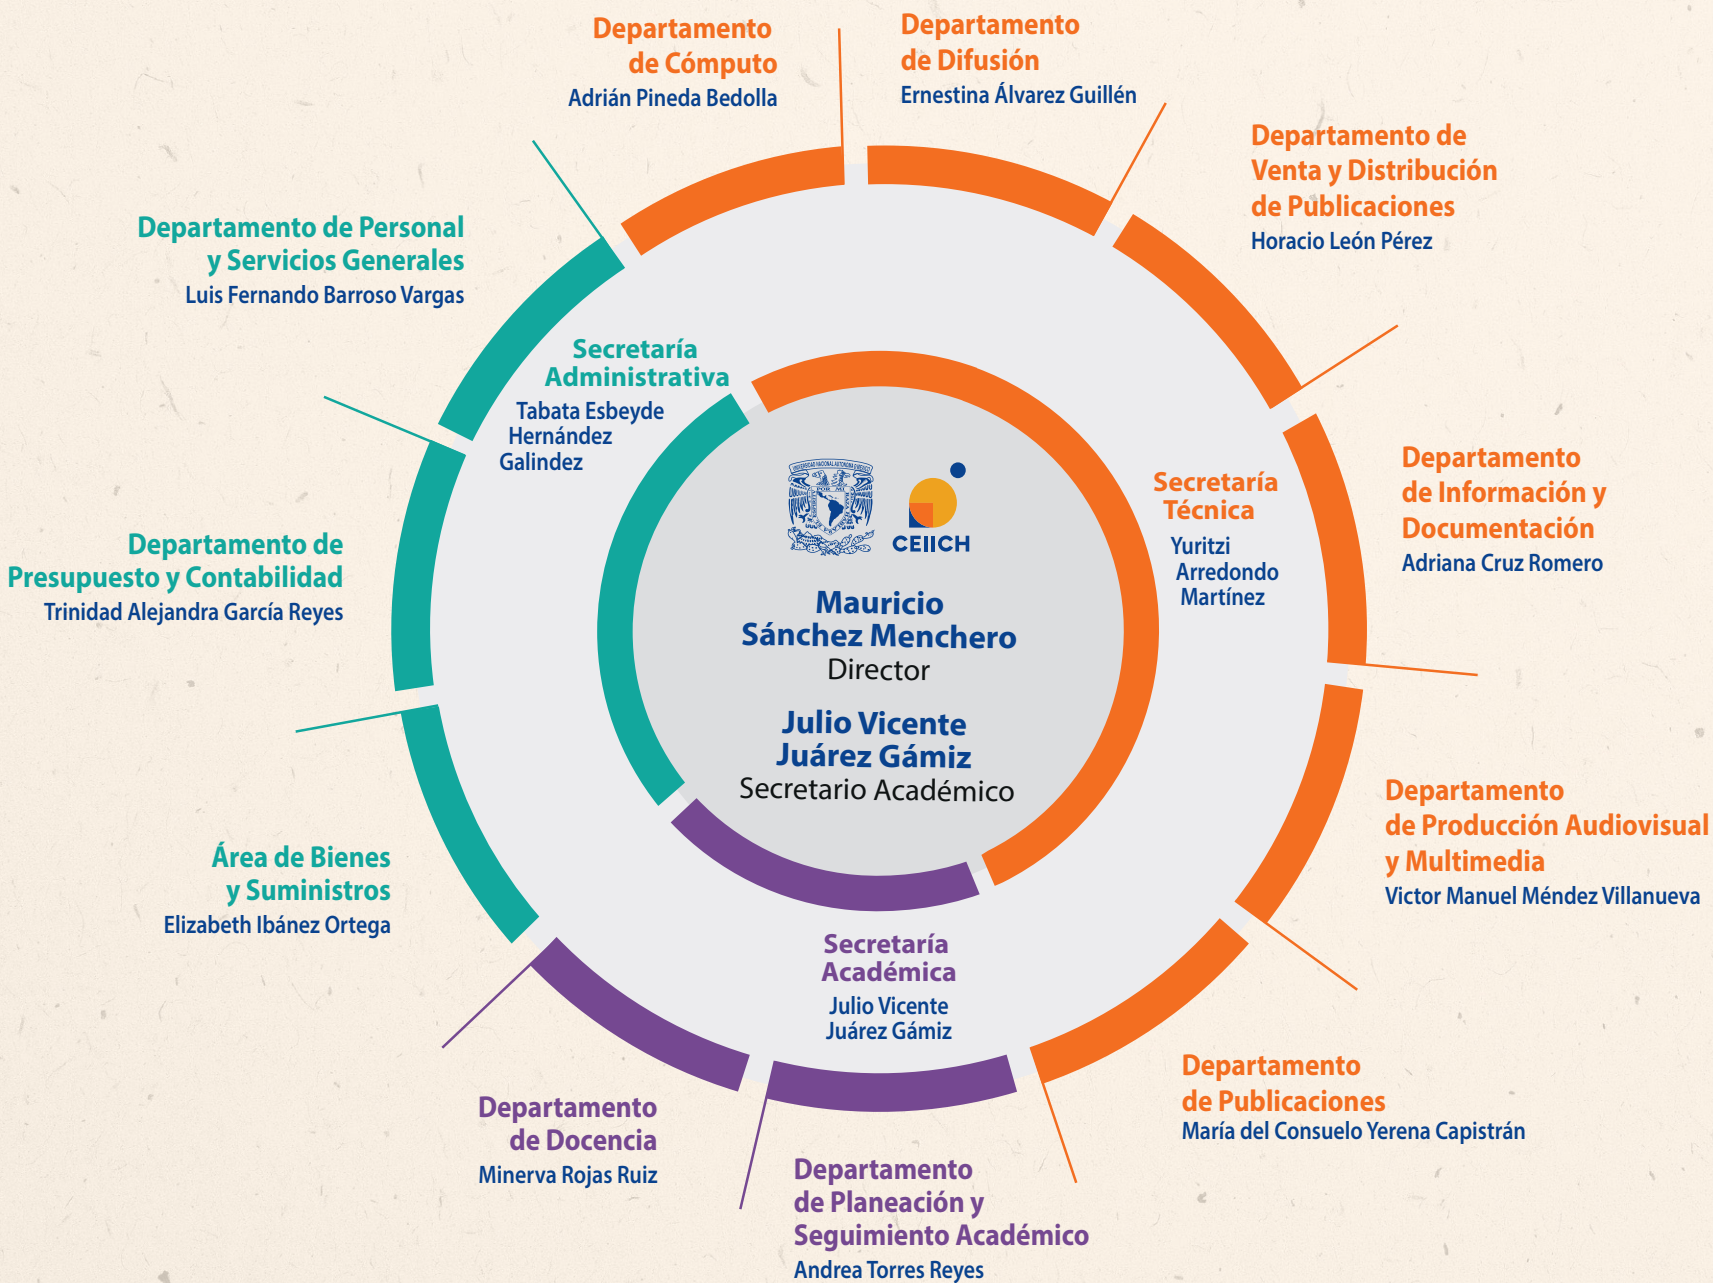 Departamento
de Cómputo
Adrián Pineda Bedolla
Departamento
de Difusión
Ernestina Álvarez Guillén
Departamento de
Venta y Distribución
de Publicaciones
Horacio León Pérez
Departamento de Personal
y Servicios Generales
Luis Fernando Barroso Vargas
Secretaría
Administrativa
Tabata Esbeyde
Hernández
Galindez
Secretaría
Técnica
Yuritzi
Arredondo
Martínez
Departamento
de Información y
Documentación
Adriana Cruz Romero
Departamento de
Presupuesto y Contabilidad
Trinidad Alejandra García Reyes
CEIICH
Mauricio
Sánchez Menchero
Director
Julio Vicente
Juárez Gámiz
Secretario Académico
Departamento
de Producción Audiovisual
y Multimedia
Victor Manuel Méndez Villanueva
Área de Bienes
y Suministros
Elizabeth Ibánez Ortega
Secretaría
Académica
Julio Vicente
Juárez Gámiz
Departamento
de Publicaciones
María del Consuelo Yerena Capistrán
Departamento
de Docencia
Minerva Rojas Ruiz
Departamento
de Planeación y
Seguimiento Académico
Andrea Torres Reyes